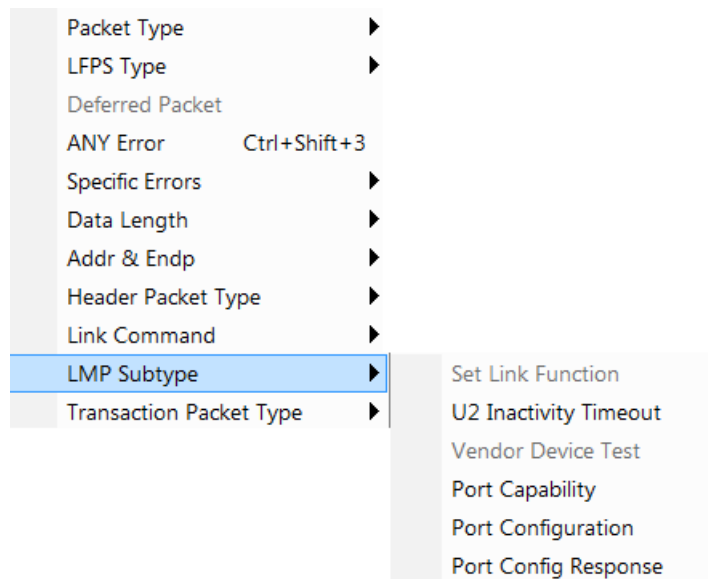 Packet Type
LFPS Type
Deferred Packet
ANY Error Ctrl+Shift+3
Specific Errors
Data Length
Addr & Endp
Header Packet Type
Link Command
LMP Subtype
Transaction Packet Type
Set Link Function
U2 Inactivity Timeout
Vendor Device Test
Port Capability
Port Configuration
Port Config Response